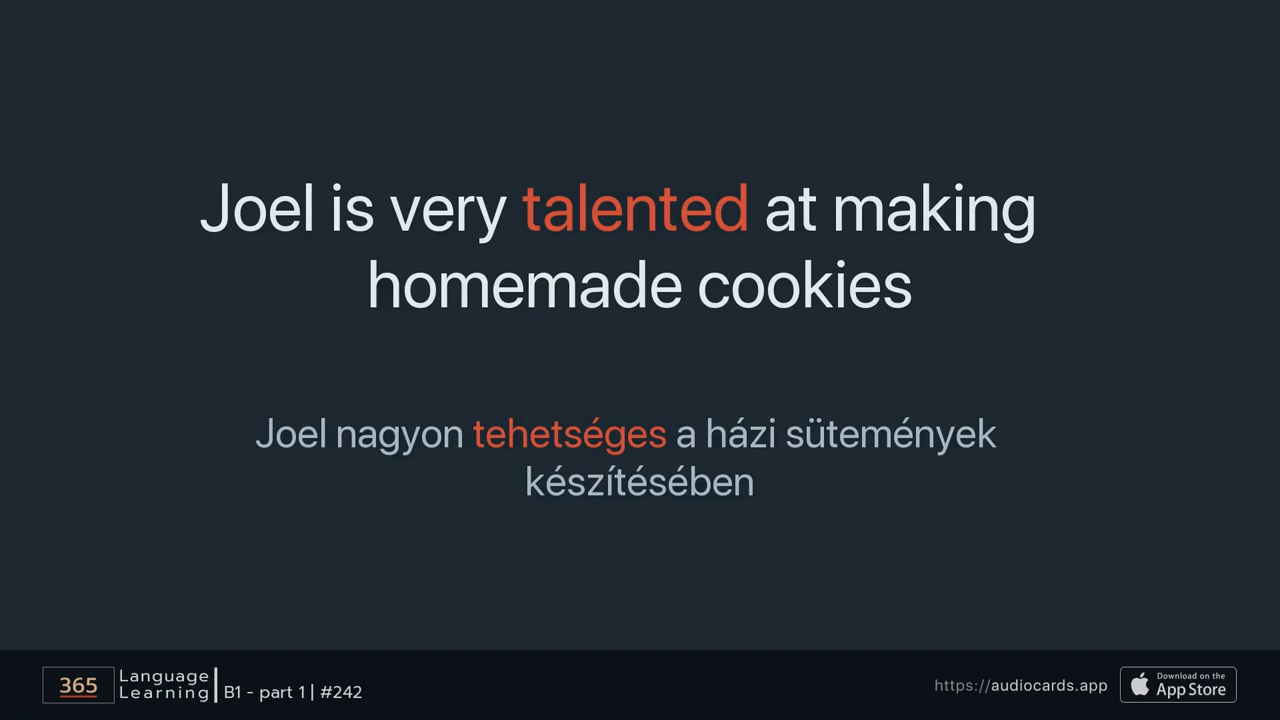 Joel is very talented at making
homemade cookies
Joel nagyon tehetséges a házi sütemények
készítésében
365
Language
Learning
B1 - part 1 | #242
https://audiocards.app
Download on the
App Store